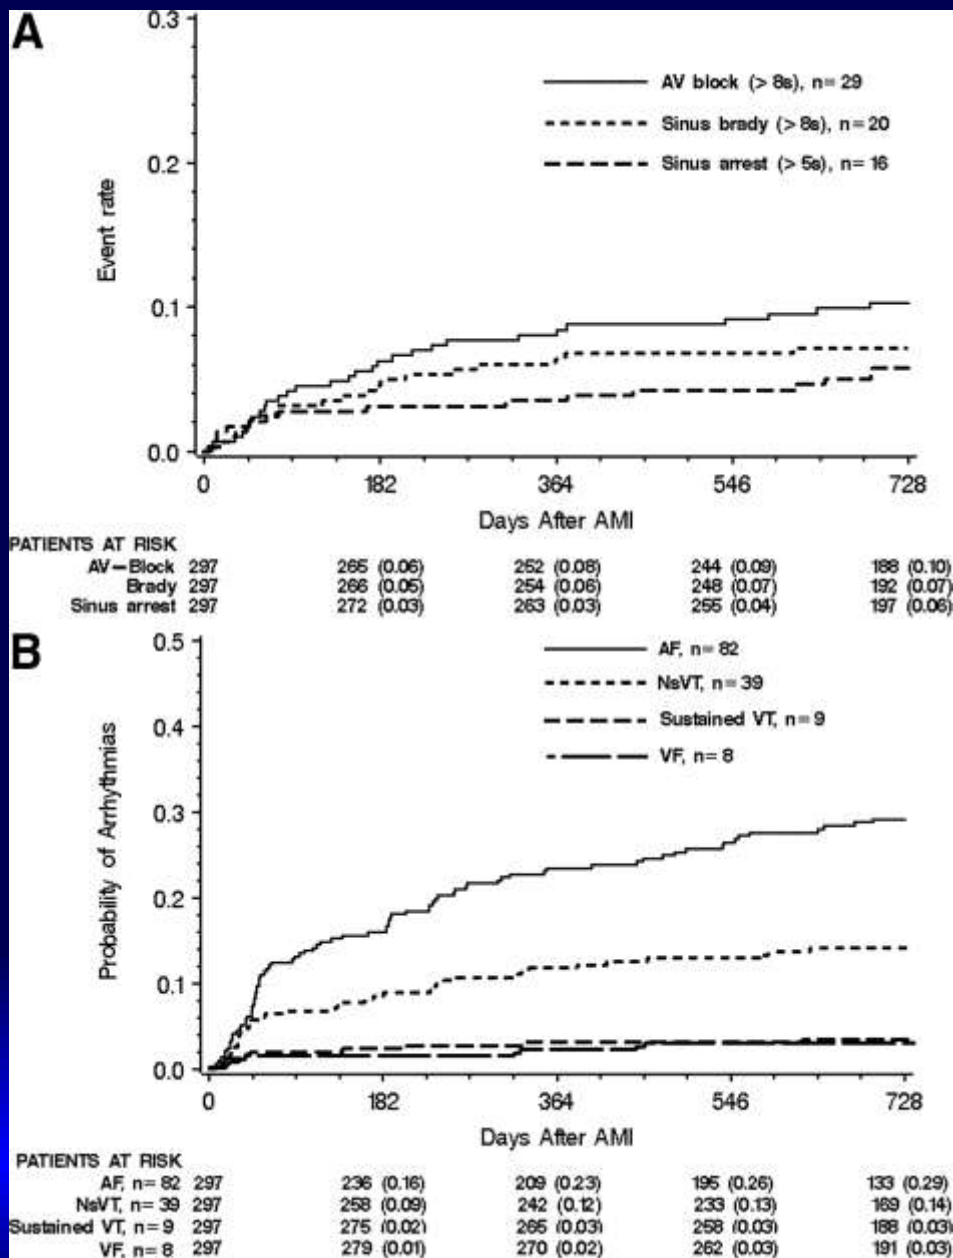 A
0.3
0.2
0.1
0.0
Event rate
AV block (> 8s), n= 29
Sinus brady (> 8s), n=20
Sinus arrest (> 5s), n= 16
0 182 364 546 728
Days After AMI
PATIENTS AT RISK
AV–Block 297 265 (0.06) 252 (0.08) 244 (0.09) 188 (0.10)
Brady 297 266 (0.05) 254 (0.06) 248 (0.07) 192 (0.07)
Sinus arrest 297 272 (0.03) 263 (0.03) 255 (0.04) 197 (0.06)
B
0.5
0.4
0.3
0.2
0.1
0.0
Probability of Arrhythmias
AF, n= 82
NsVT, n= 39
Sustained VT, n= 9
VF, n= 8
0 182 364 546 728
Days After AMI
PATIENTS AT RISK
AF, n= 82 297 236 (0.16) 209 (0.23) 195 (0.26) 133 (0.29)
NsVT, n= 39 297 258 (0.09) 242 (0.12) 233 (0.13) 169 (0.14)
Sustained VT, n= 9 297 275 (0.02) 265 (0.03) 258 (0.03) 188 (0.03)
VF, n= 8 297 279 (0.01) 270 (0.02) 262 (0.03) 191 (0.03)